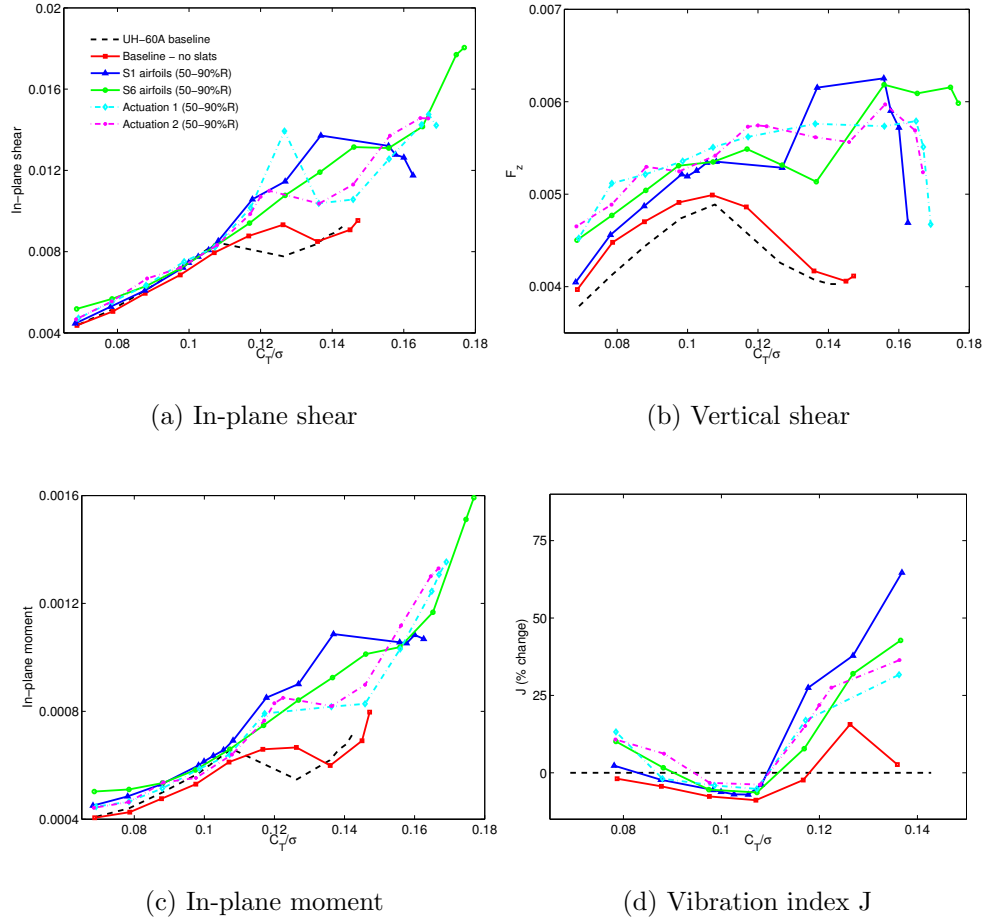 0.02
0.016
0.012
0.008
0.004
In−plane shear
UH−60A baseline
Baseline − no slats
S1 airfoils (50−90%R)
S6 airfoils (50−90%R)
Actuation 1 (50−90%R)
Actuation 2 (50−90%R)
0.08 0.1 0.12 0.14 0.16 0.18
C_T/σ
(a) In-plane shear
0.007
0.006
0.005
0.004
F_z
0.08 0.1 0.12 0.14 0.16 0.18
C_T/σ
(b) Vertical shear
0.0016
0.0012
0.0008
0.0004
In−plane moment
0.08 0.1 0.12 0.14 0.16 0.18
C_T/σ
(c) In-plane moment
75
50
25
0
J (% change)
0.08 0.1 0.12 0.14
C_T/σ
(d) Vibration index J